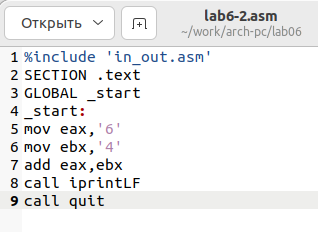 Открыть
lab6-2.asm
~/work/arch-pc/lab06
1 %include 'in_out.asm'
2 SECTION .text
3 GLOBAL _start
4 _start:
5 mov eax,'6'
6 mov ebx,'4'
7 add eax,ebx
8 call iprintLF
9 call quit